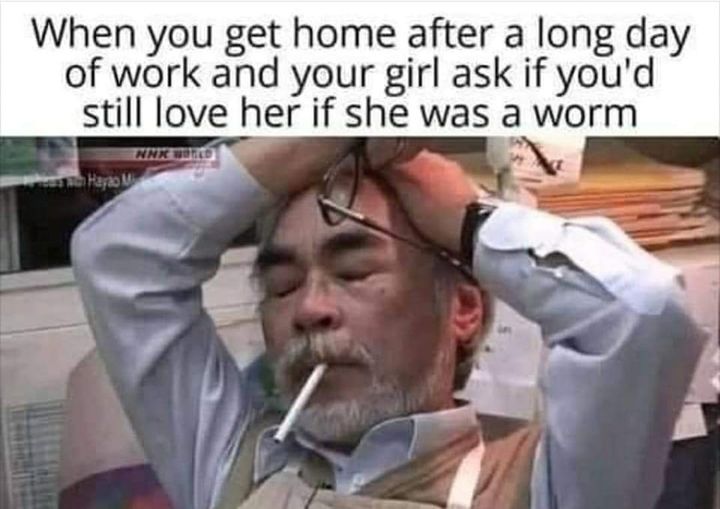 When you get home after a long day
of work and your girl ask if you'd
still love her if she was a worm
NHK WORLD
Hayao